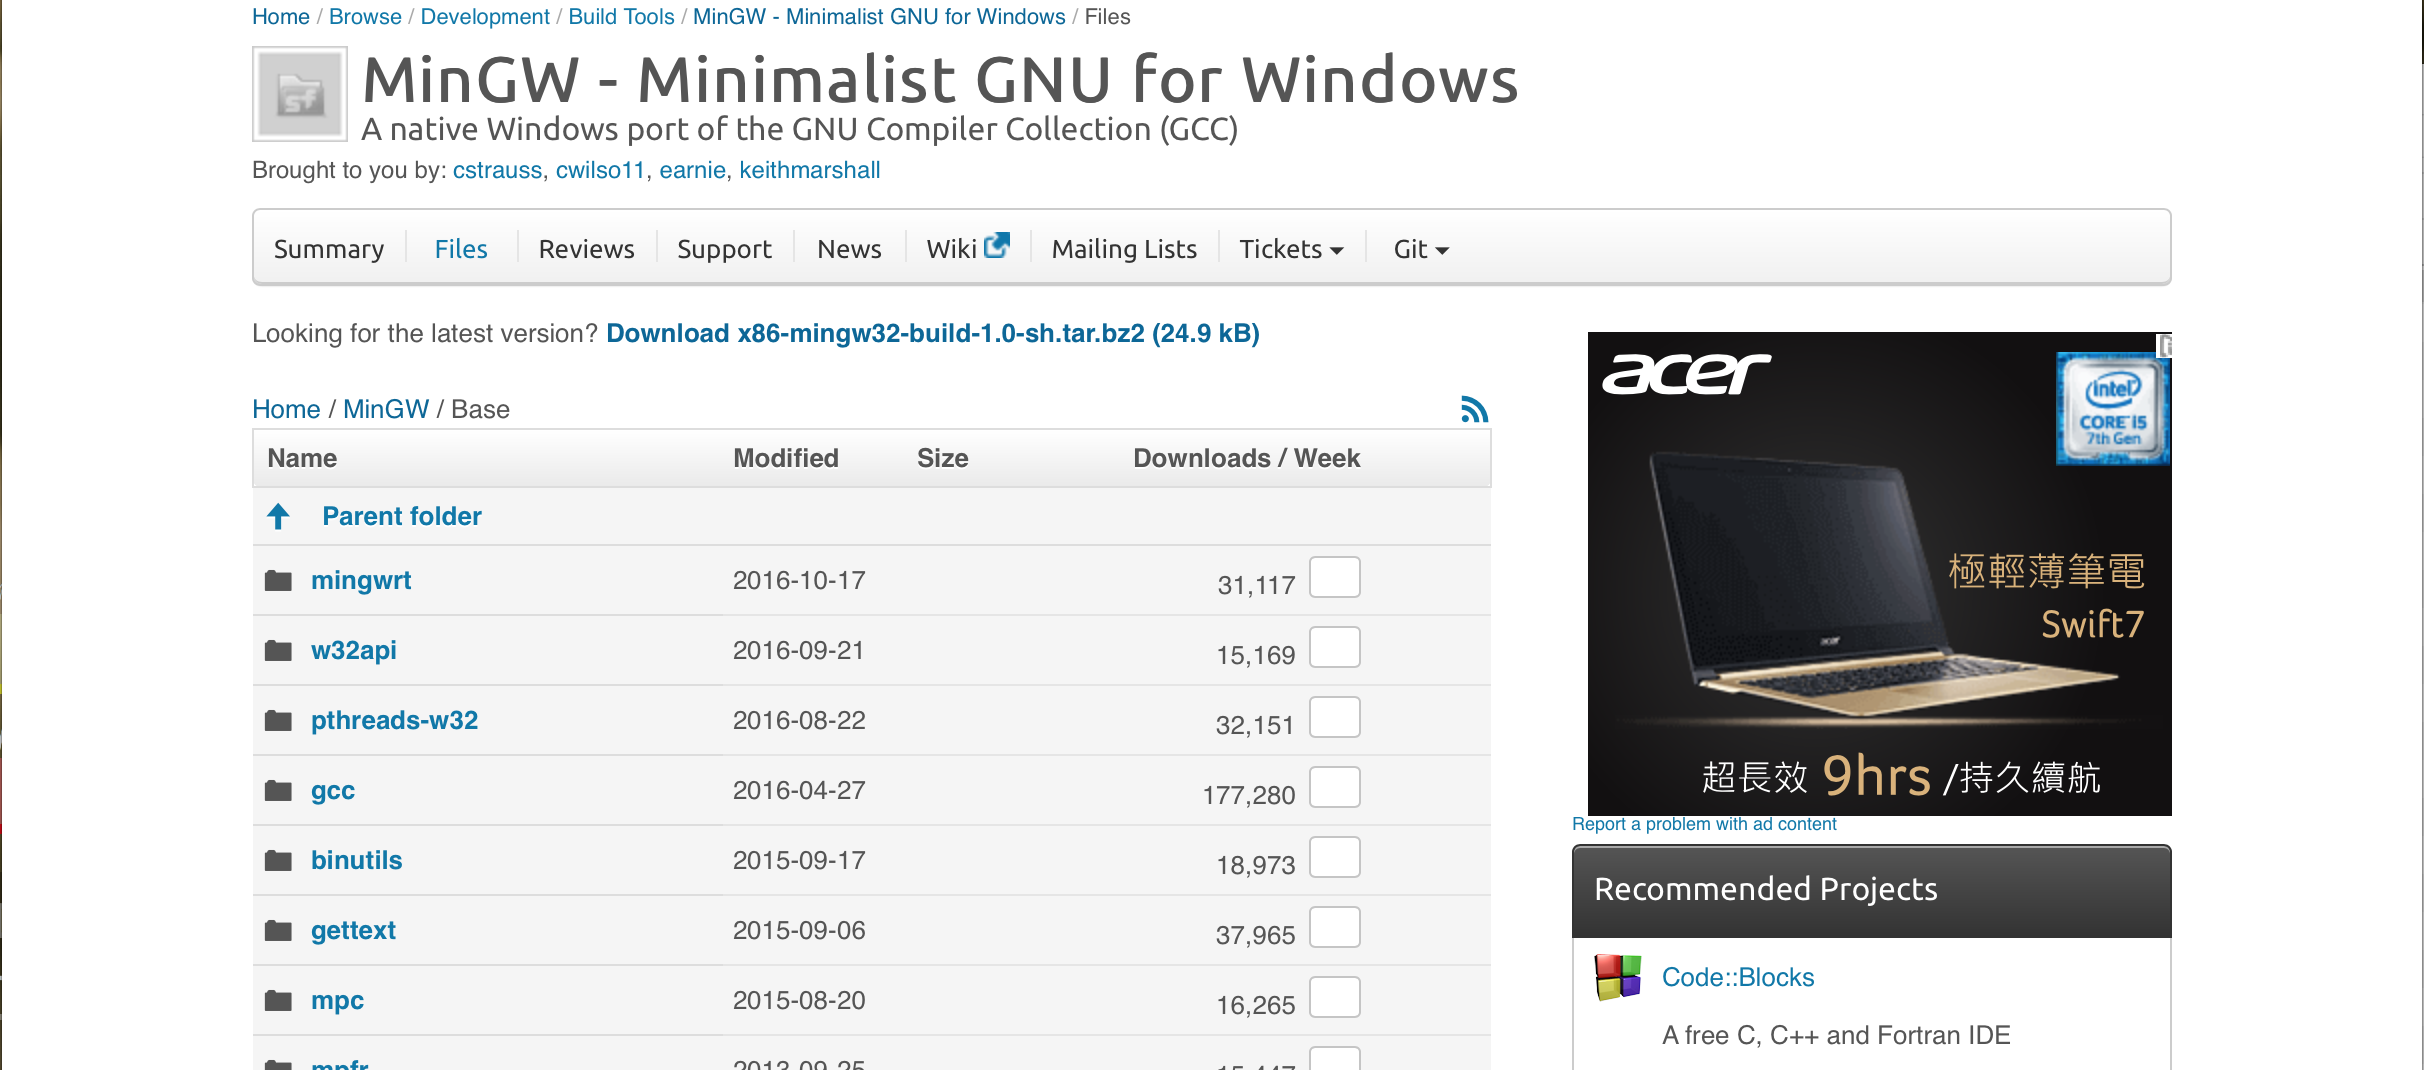 Home / Browse / Development / Build Tools / MinGW - Minimalist GNU for Windows / Files
MinGW - Minimalist GNU for Windows
A native Windows port of the GNU Compiler Collection (GCC)
Brought to you by: cstrauss, cwilso11, earnie, keithmarshall
Summary Files Reviews Support News Wiki Mailing Lists Tickets Git
Looking for the latest version? Download x86-mingw32-build-1.0-sh.tar.bz2 (24.9 kB)
Home / MinGW / Base
Name Modified Size Downloads / Week
Parent folder
mingwrt 2016-10-17 31,117
w32api 2016-09-21 15,169
pthreads-w32 2016-08-22 32,151
gcc 2016-04-27 177,280
binutils 2015-09-17 18,973
gettext 2015-09-06 37,965
mpc 2015-08-20 16,265
mpfr 2013-09-25 15,447
acer
intel
CORE i5
7th Gen
極輕薄筆電
Swift7
acer
超長效 9hrs /持久續航
Report a problem with ad content
Recommended Projects
Code::Blocks
A free C, C++ and Fortran IDE